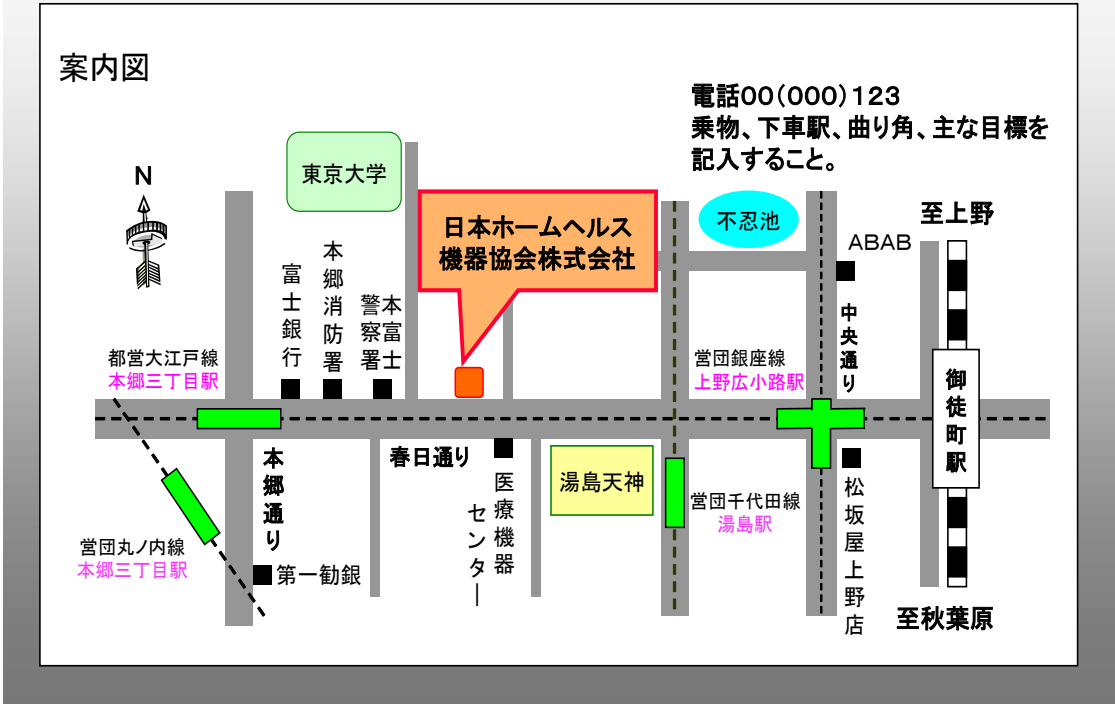 案内図
電話00(000)123
乗物、下車駅、曲り角、主な目標を
記入すること。
N
東京大学
日本ホームヘルス
機器協会株式会社
不忍池
至上野
ABAB
富士銀行
本郷消防署
本富士
警察署
中央通り
都営大江戸線
本郷三丁目駅
営団銀座線
上野広小路駅
御徒町駅
本郷通り
春日通り
医療機器
センター
湯島天神
営団千代田線
湯島駅
松坂屋上野店
営団丸ノ内線
本郷三丁目駅
第一勧銀
至秋葉原